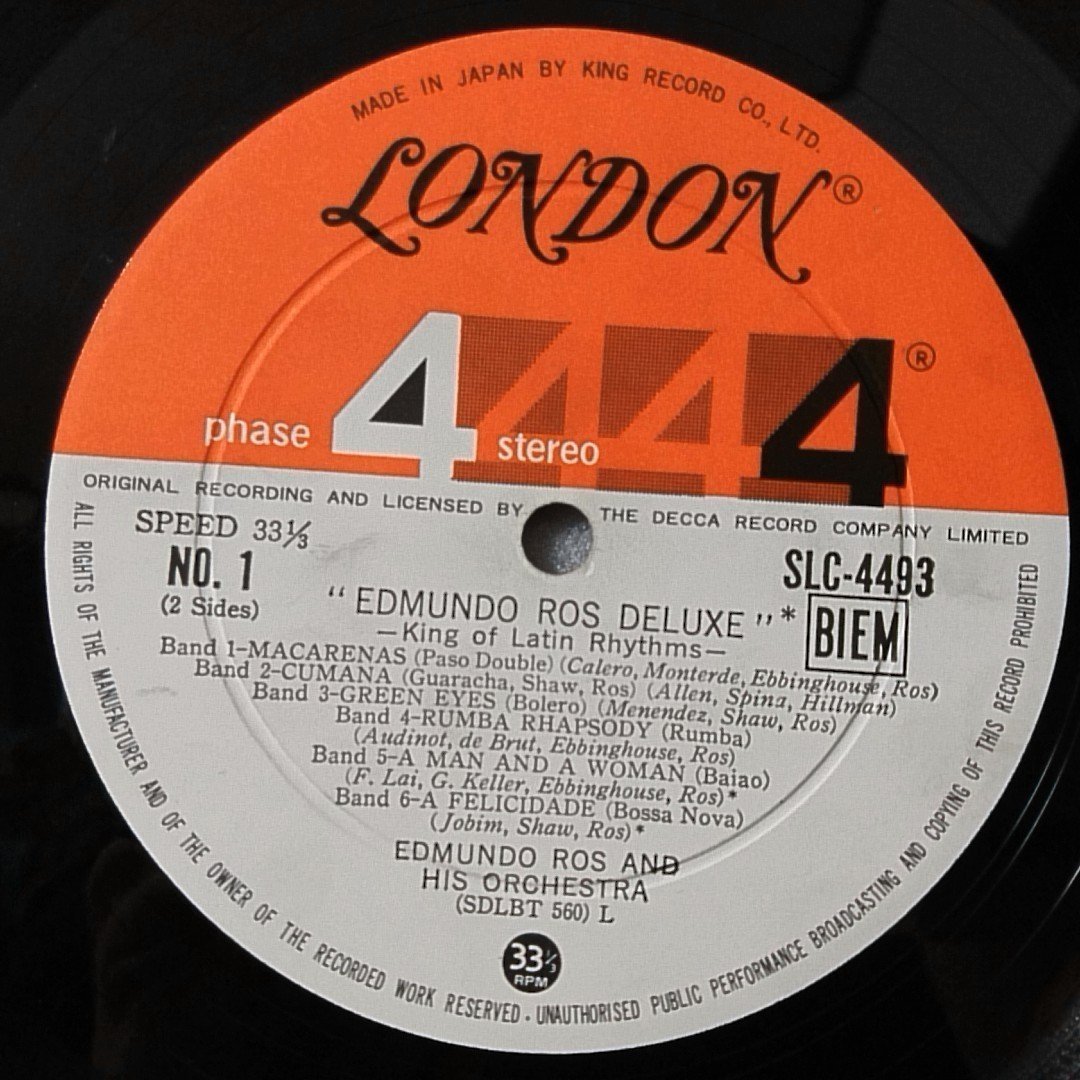 MADE IN JAPAN BY KING RECORD CO., LTD.
LONDON®
phase 4 stereo 4 4 4®
ORIGINAL RECORDING AND LICENSED BY THE DECCA RECORD COMPANY LIMITED
SPEED 33⅓
NO. 1
(2 Sides)
SLC-4493
BIEM
"EDMUNDO ROS DELUXE"*
—King of Latin Rhythms—
Band 1-MACARENAS (Paso Double) (Calero, Monterde, Ebbinghouse, Ros)
Band 2-CUMANA (Guaracha, Shaw, Ros) (Allen, Spina, Hillman)
Band 3-GREEN EYES (Bolero) (Menendez, Shaw, Ros)
Band 4-RUMBA RHAPSODY (Rumba)
(Audinot, de Brut, Ebbinghouse, Ros)
Band 5-A MAN AND A WOMAN (Baiao)
(F. Lai, G. Keller, Ebbinghouse, Ros)*
Band 6-A FELICIDADE (Bossa Nova)
(Jobim, Shaw, Ros)*
EDMUNDO ROS AND
HIS ORCHESTRA
(SDLBT 560) L
33⅓
RPM
ALL RIGHTS OF THE MANUFACTURER AND OF THE OWNER OF THE RECORDED WORK RESERVED. UNAUTHORISED PUBLIC PERFORMANCE BROADCASTING AND COPYING OF THIS RECORD PROHIBITED